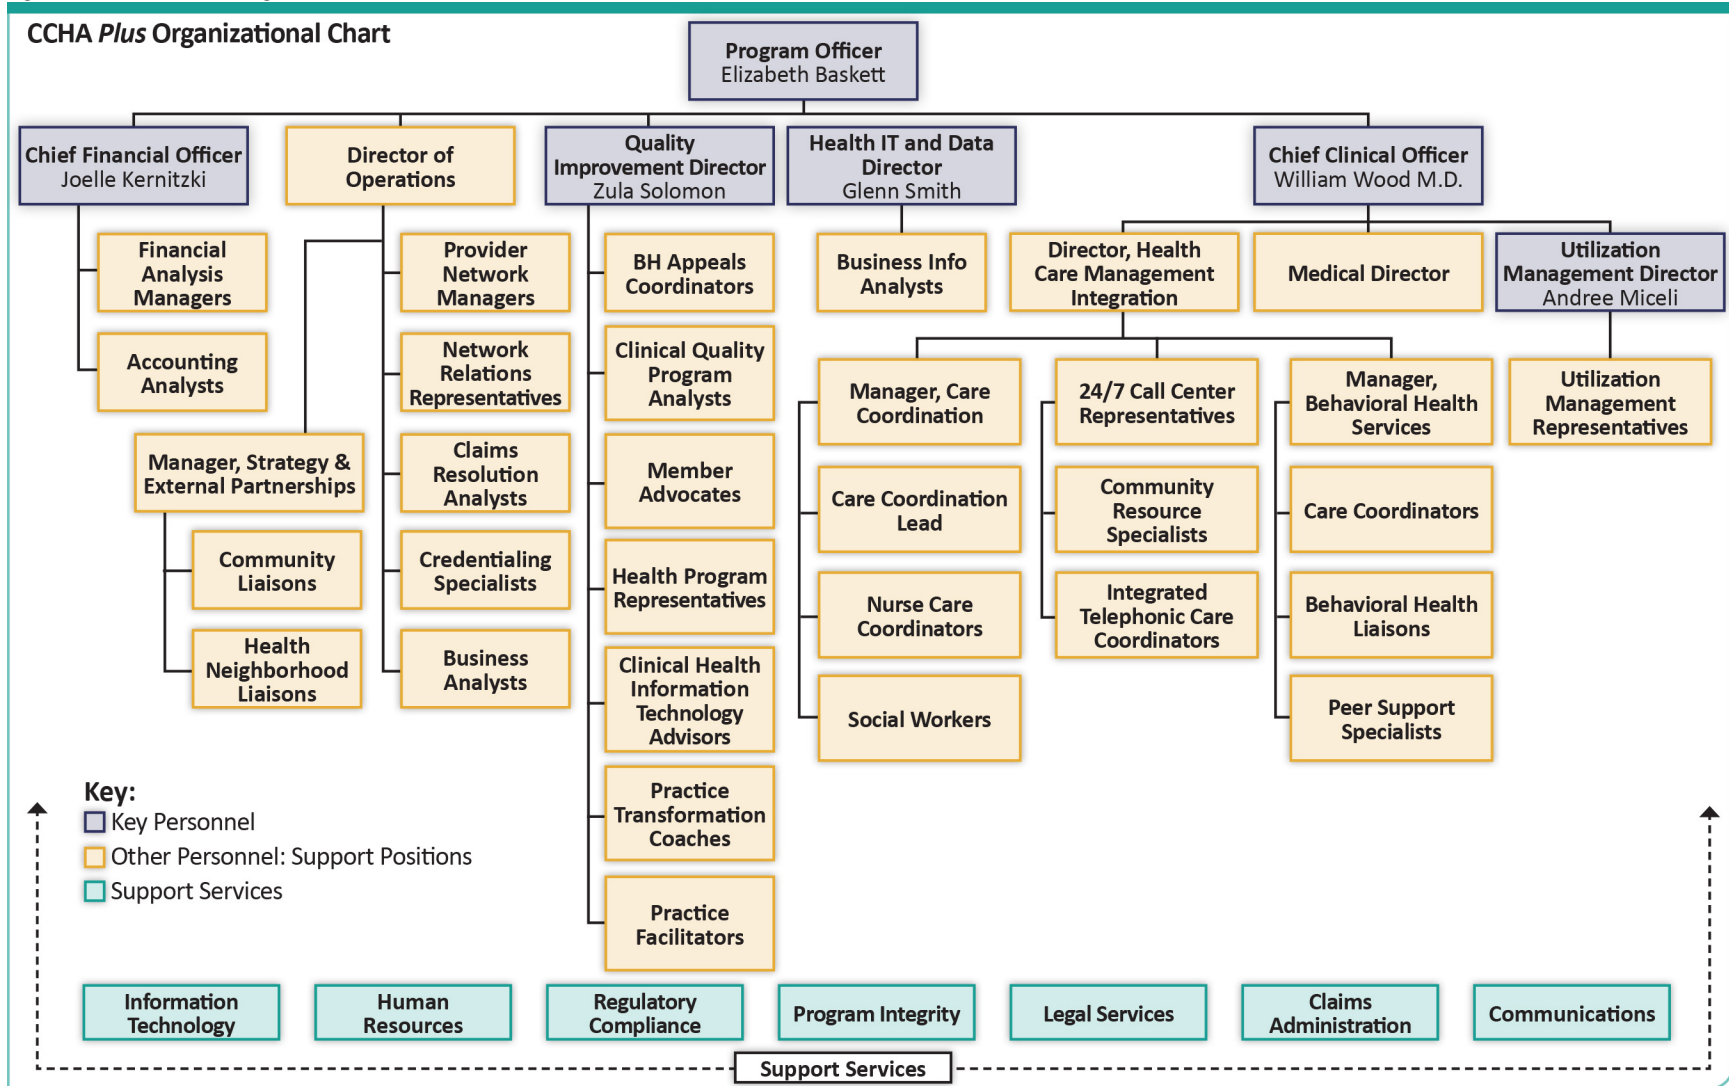 CCHA Plus Organizational Chart
Program Officer
Elizabeth Baskett
Chief Financial Officer
Joelle Kernitzki
Director of
Operations
Quality
Improvement Director
Zula Solomon
Health IT and Data
Director
Glenn Smith
Chief Clinical Officer
William Wood M.D.
Financial
Analysis
Managers
Accounting
Analysts
Provider
Network
Managers
Network
Relations
Representatives
Claims
Resolution
Analysts
Credentialing
Specialists
Business
Analysts
Manager, Strategy &
External Partnerships
Community
Liaisons
Health
Neighborhood
Liaisons
BH Appeals
Coordinators
Clinical Quality
Program
Analysts
Member
Advocates
Health Program
Representatives
Clinical Health
Information
Technology
Advisors
Practice
Transformation
Coaches
Practice
Facilitators
Business Info
Analysts
Director, Health
Care Management
Integration
Medical Director
Utilization
Management Director
Andree Miceli
Manager, Care
Coordination
Care Coordination
Lead
Nurse Care
Coordinators
Social Workers
24/7 Call Center
Representatives
Community
Resource
Specialists
Integrated
Telephonic Care
Coordinators
Manager,
Behavioral Health
Services
Care Coordinators
Behavioral Health
Liaisons
Peer Support
Specialists
Utilization
Management
Representatives
Key:
Key Personnel
Other Personnel: Support Positions
Support Services
Information
Technology
Human
Resources
Regulatory
Compliance
Program Integrity
Legal Services
Claims
Administration
Communications
Support Services